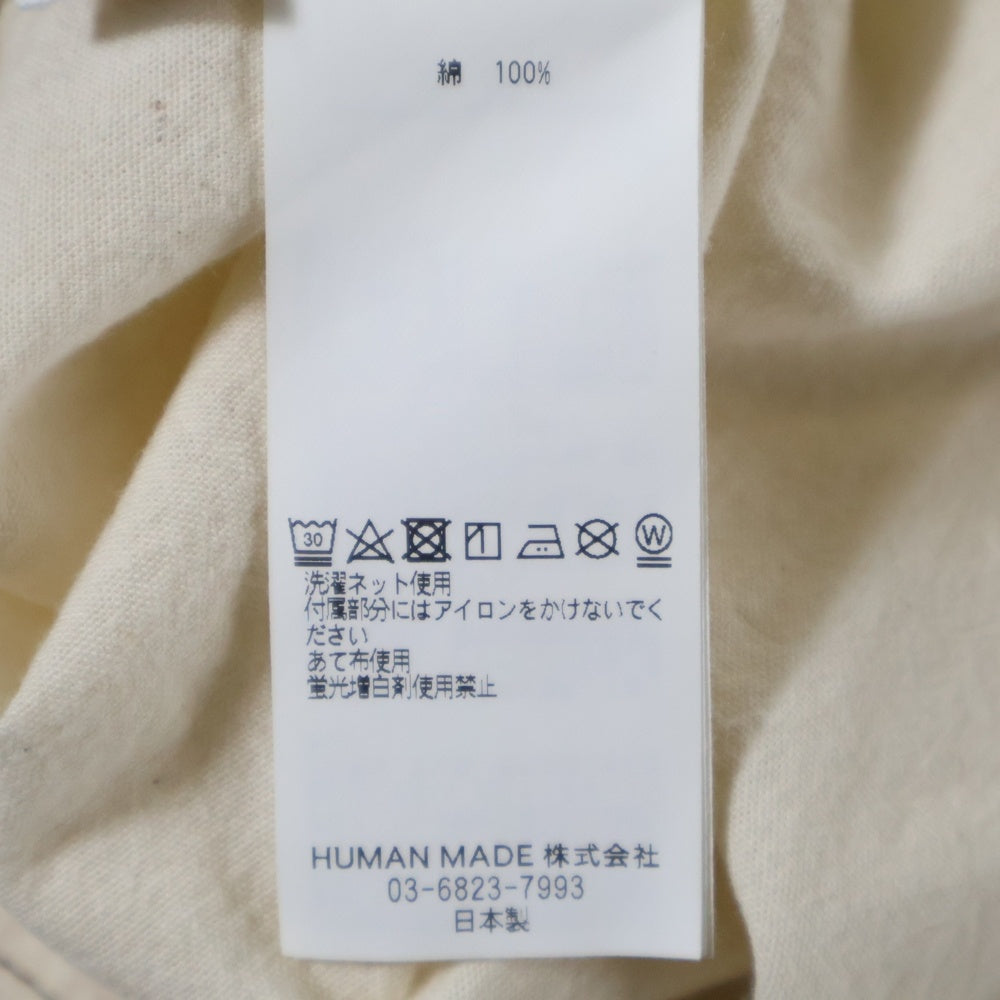 綿 100%
30 W
洗濯ネット使用
付属部分にはアイロンをかけないでく
ださい
あて布使用
蛍光増白剤使用禁止
HUMAN MADE 株式会社
03-6823-7993
日本製